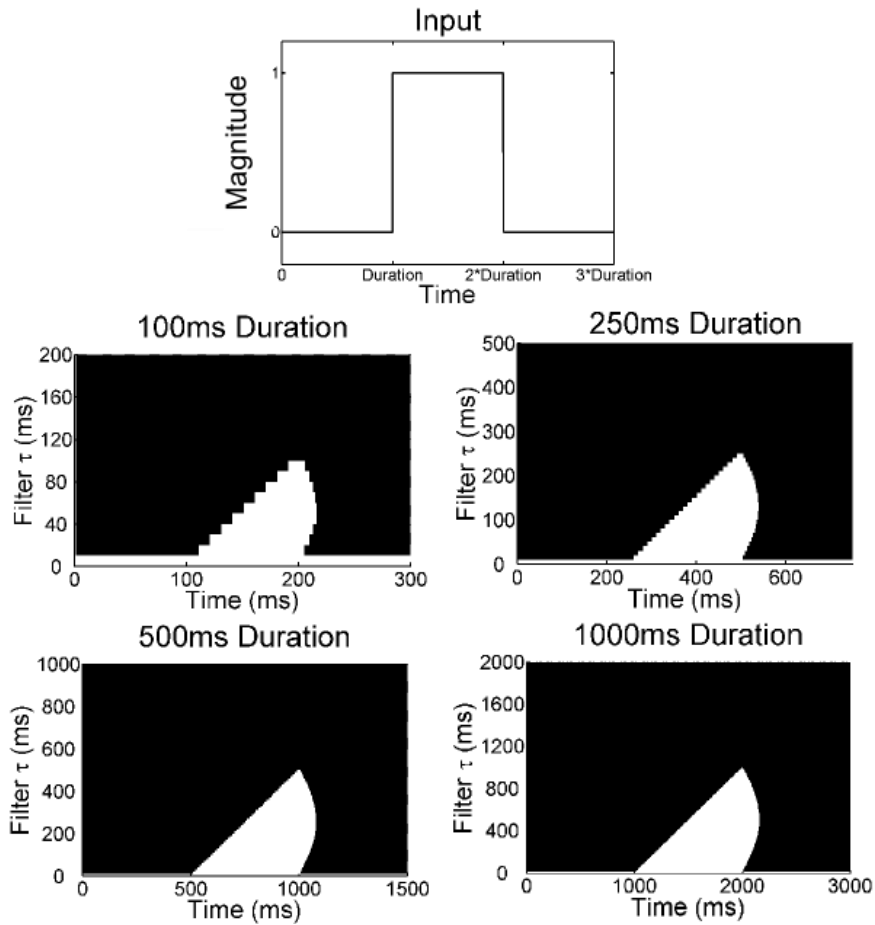 Input
1
0
Magnitude
0 Duration 2*Duration 3*Duration
Time
100ms Duration
200
160
120
80
40
0
Filter τ (ms)
0 100 200 300
Time (ms)
250ms Duration
500
400
300
200
100
0
Filter τ (ms)
0 200 400 600
Time (ms)
500ms Duration
1000
800
600
400
200
0
Filter τ (ms)
0 500 1000 1500
Time (ms)
1000ms Duration
2000
1600
1200
800
400
0
Filter τ (ms)
0 1000 2000 3000
Time (ms)